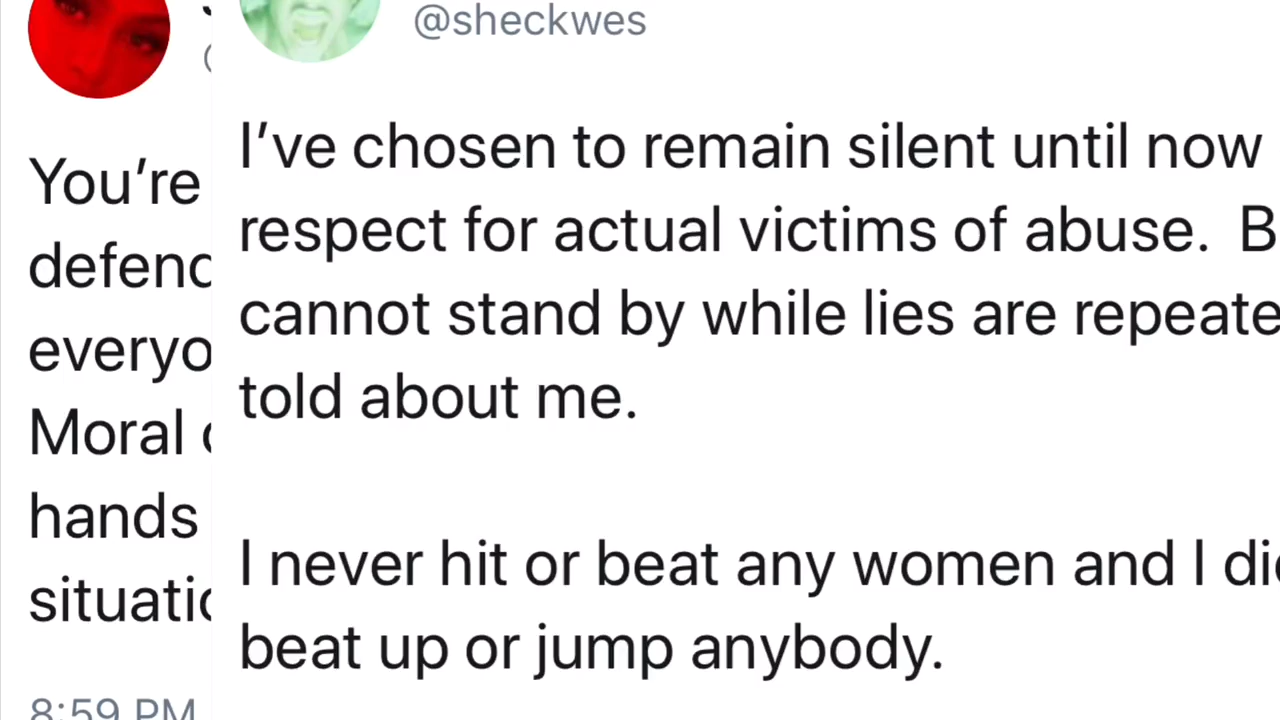 You're
everyo
Moral
hands
8:59 PM
@sheckwes
I've chosen to remain silent until now
respect for actual victims of abuse. B
cannot stand by while lies are repeate
told about me.
I never hit or beat any women and I di
beat up or jump anybody.